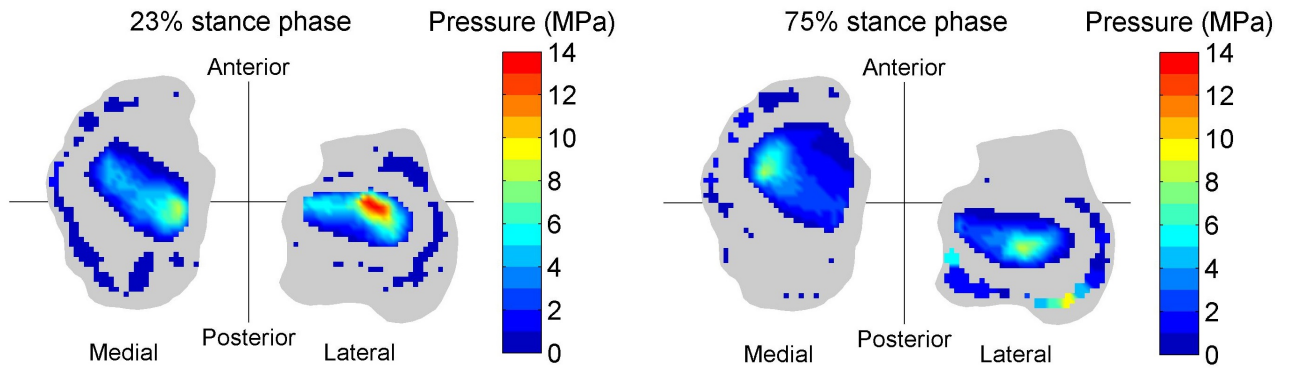 23% stance phase
Pressure (MPa)
Anterior
14
12
10
8
6
4
2
0
Posterior
Medial
Lateral
75% stance phase
Pressure (MPa)
Anterior
14
12
10
8
6
4
2
0
Posterior
Medial
Lateral